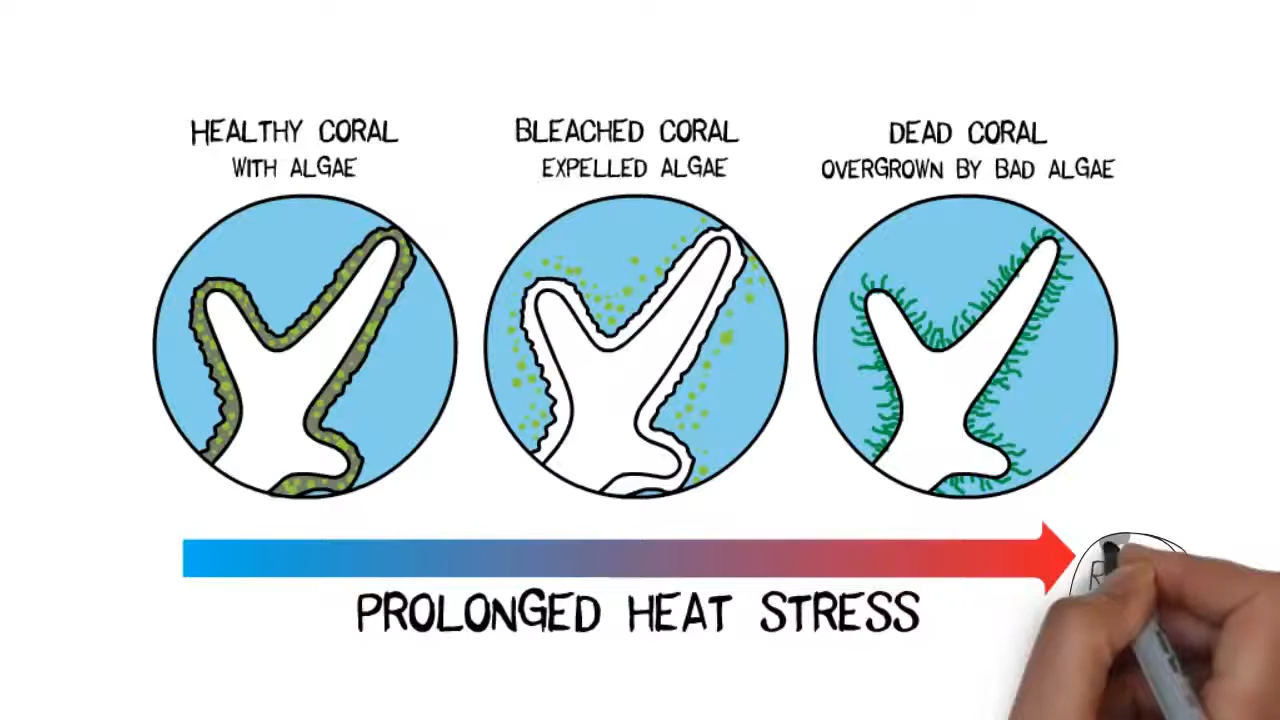 HEALTHY CORAL
WITH ALGAE
BLEACHED CORAL
EXPELLED ALGAE
DEAD CORAL
OVERGROWN BY BAD ALGAE
PROLONGED HEAT STRESS